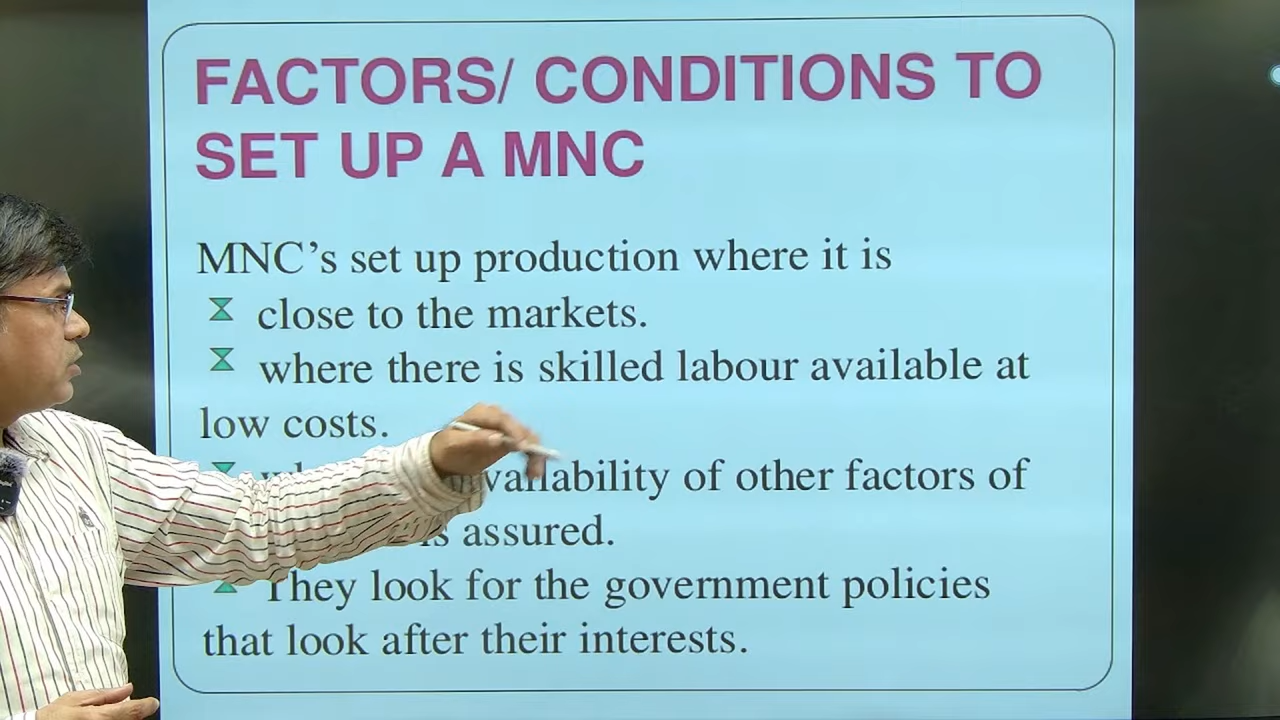 FACTORS/ CONDITIONS TO
SET UP A MNC
MNC's set up production where it is
close to the markets.
where there is skilled labour available at
low costs.
availability of other factors of
is assured.
They look for the government policies
that look after their interests.